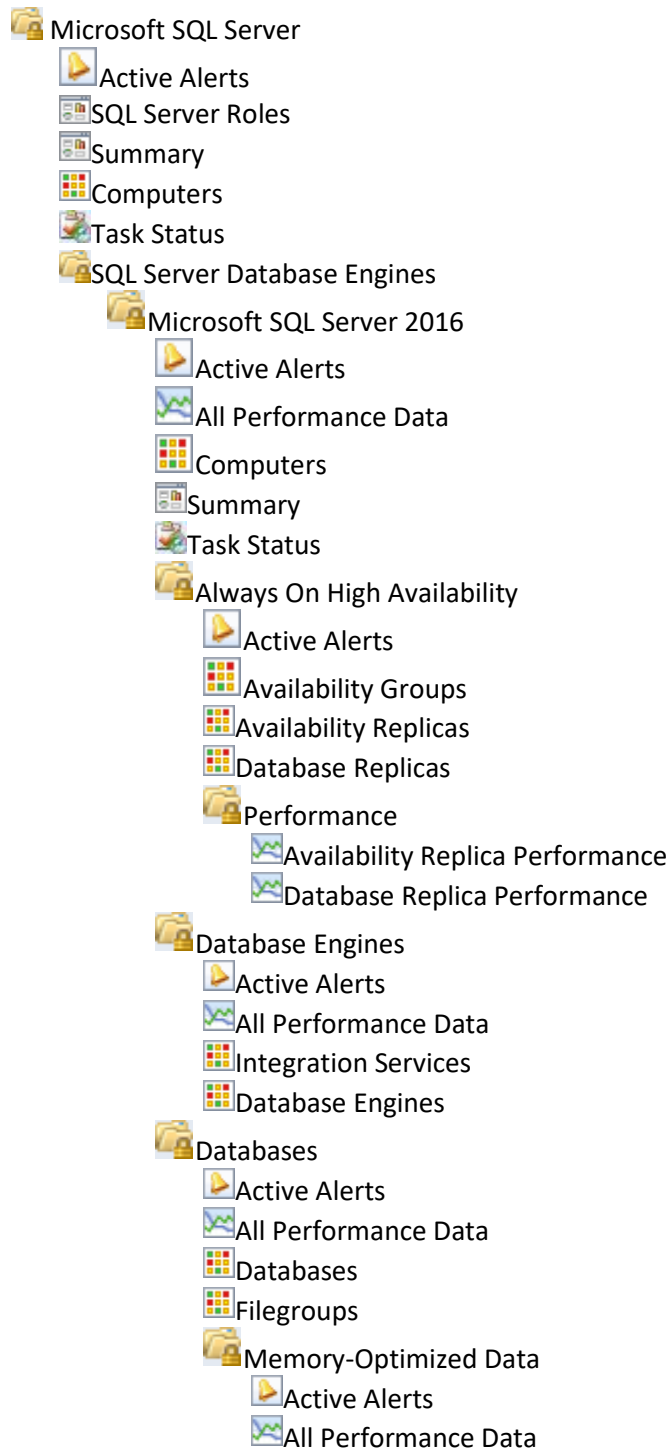 Microsoft SQL Server
Active Alerts
SQL Server Roles
Summary
Computers
Task Status
SQL Server Database Engines
Microsoft SQL Server 2016
Active Alerts
All Performance Data
Computers
Summary
Task Status
Always On High Availability
Active Alerts
Availability Groups
Availability Replicas
Database Replicas
Performance
Availability Replica Performance
Database Replica Performance
Database Engines
Active Alerts
All Performance Data
Integration Services
Database Engines
Databases
Active Alerts
All Performance Data
Databases
Filegroups
Memory-Optimized Data
Active Alerts
All Performance Data